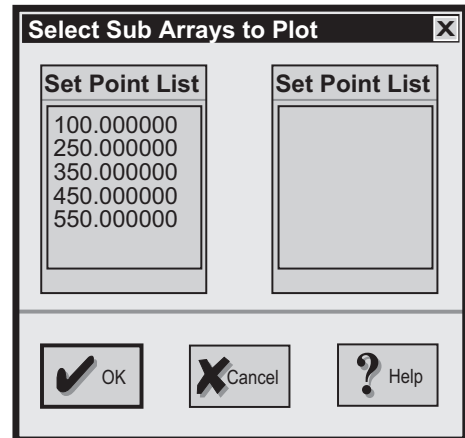 Select Sub Arrays to Plot X
Set Point List
100.000000
250.000000
350.000000
450.000000
550.000000
Set Point List
OK
Cancel
? Help